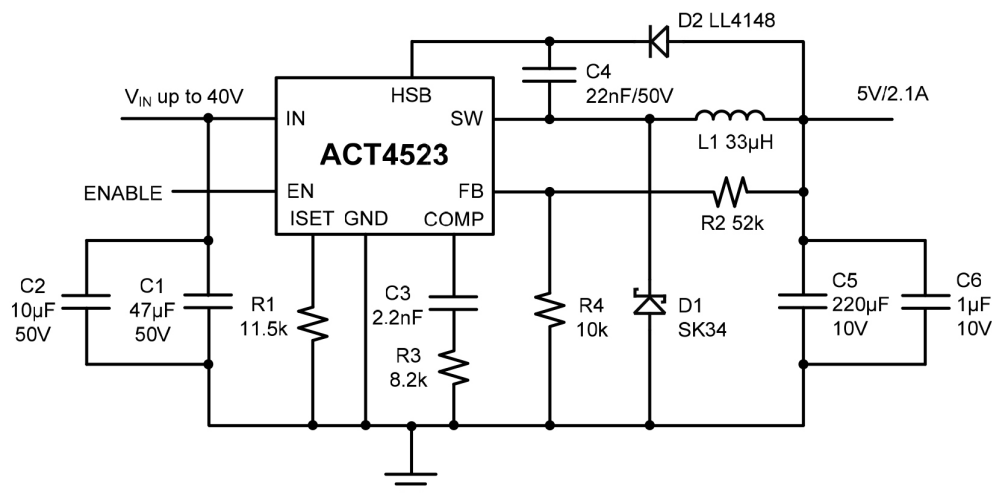 D2 LL4148
C4
22nF/50V
HSB
V_IN up to 40V
5V/2.1A
IN
SW
L1 33µH
ACT4523
ENABLE
EN
FB
ISET GND COMP
R2 52k
C2
10µF
50V
C1
47µF
50V
R1
11.5k
C3
2.2nF
R3
8.2k
R4
10k
D1
SK34
C5
220µF
10V
C6
1µF
10V